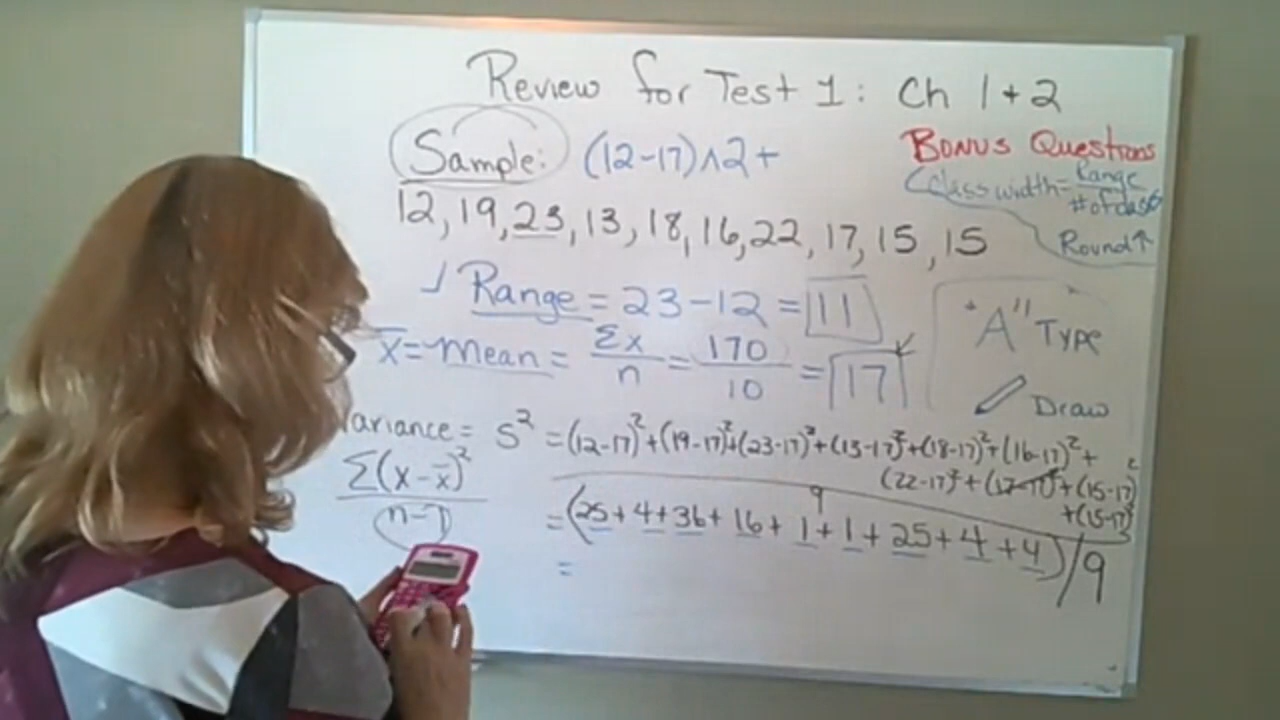 Review for Test 1: Ch 1 + 2
Sample: (12-17)^2+
12, 19, 23, 13, 18, 16, 22, 17, 15, 15
Bonus Questions
Class width = Range / # of class
Round ↑
√ Range = 23 - 12 = 11
x̄ = Mean = Σx/n = 170/10 = 17
"A" Type
Draw
ariance = S² = (12-17)² + (19-17)² + (23-17)² + (13-17)² + (18-17)² + (16-17)² +
(22-17)² + (17-17)² + (15-17)²
+ (15-17)²
Σ(x-x̄)² / n-1
9
= (25 + 4 + 36 + 16 + 1 + 1 + 25 + 4 + 4)/9
=